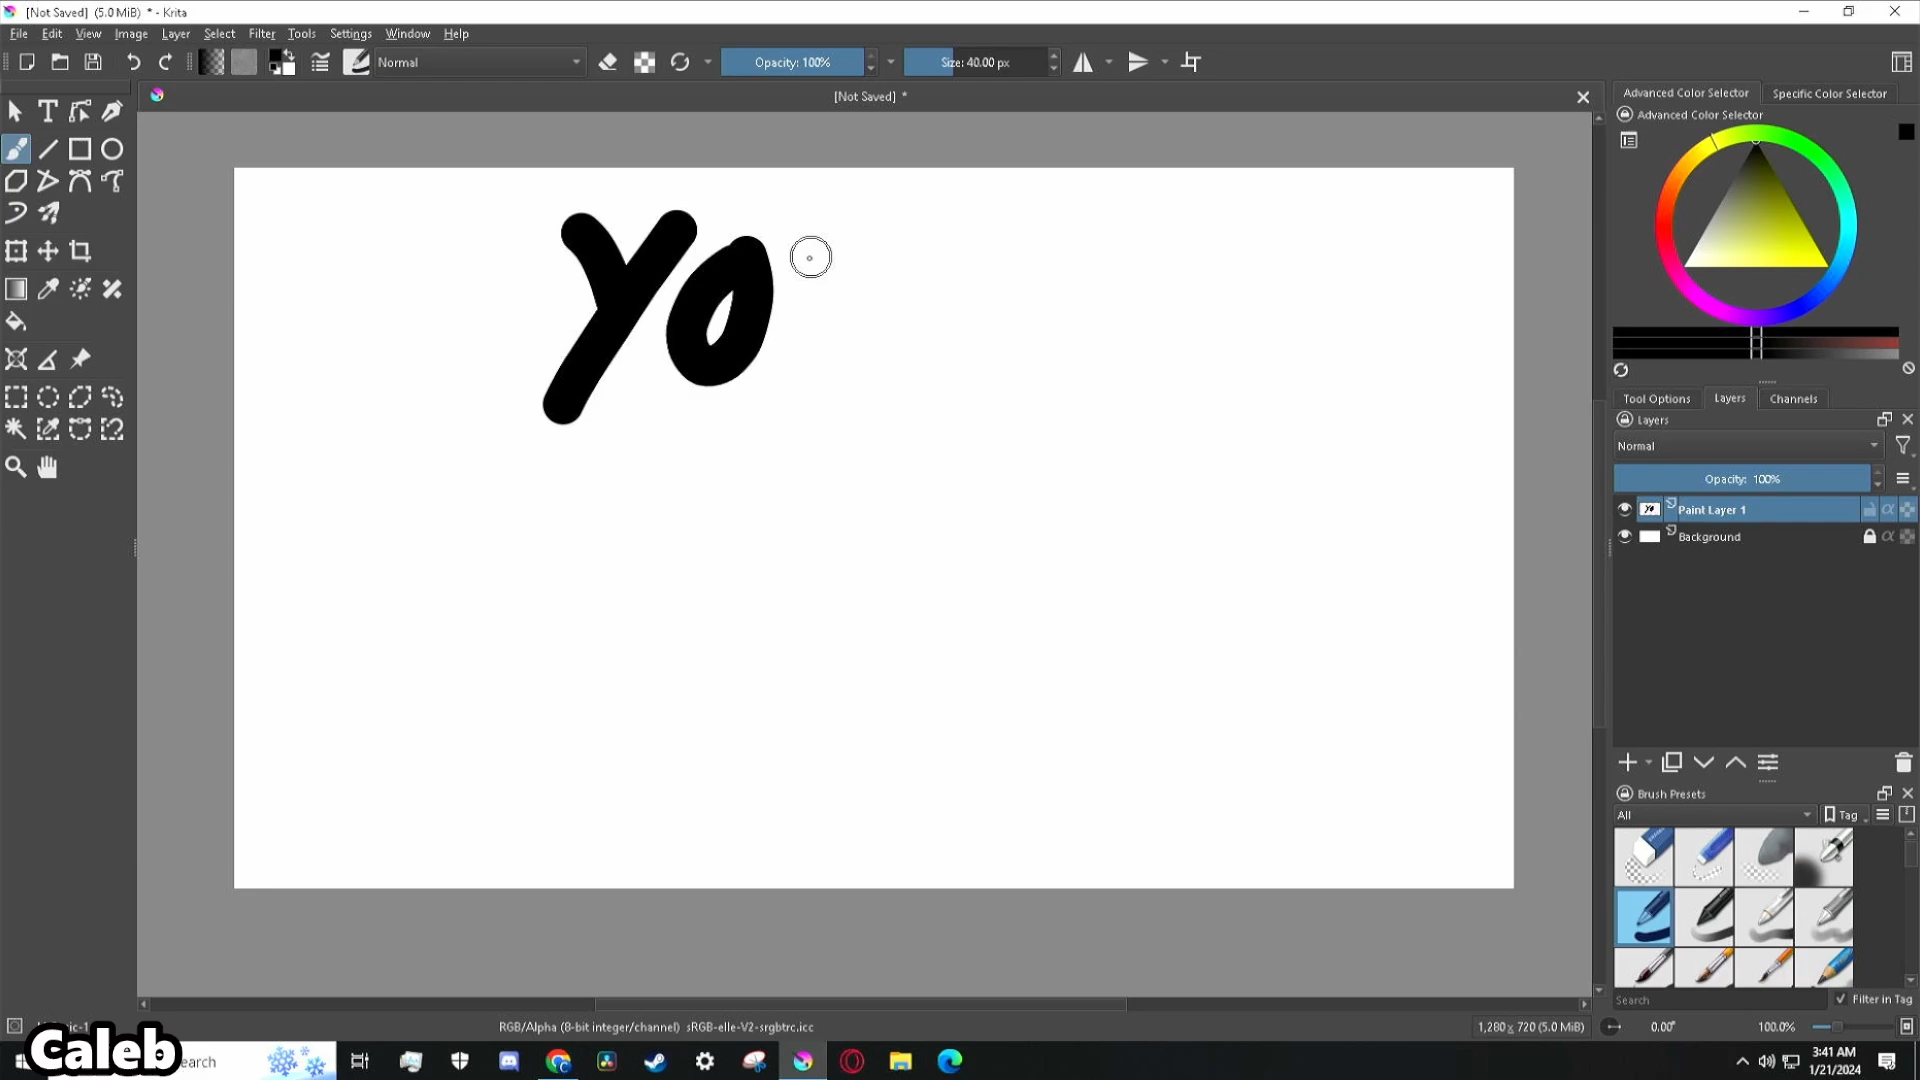 [Not Saved] (5.0 MiB) * - Krita
File Edit View Image Layer Select Filter Tools Settings Window Help
Normal Opacity: 100% Size: 40.00 px
[Not Saved] *
Advanced Color Selector Specific Color Selector
Advanced Color Selector
Yo
Tool Options Layers Channels
Layers
Normal
Opacity: 100%
Paint Layer 1
Background
Brush Presets
All Tag
Search Filter in Tag
RGB/Alpha (8-bit integer/channel) sRGB-elle-V2-srgbtrc.icc 1,280 x 720 (5.0 MiB) 0.00° 100.0%
Caleb
3:41 AM
1/21/2024